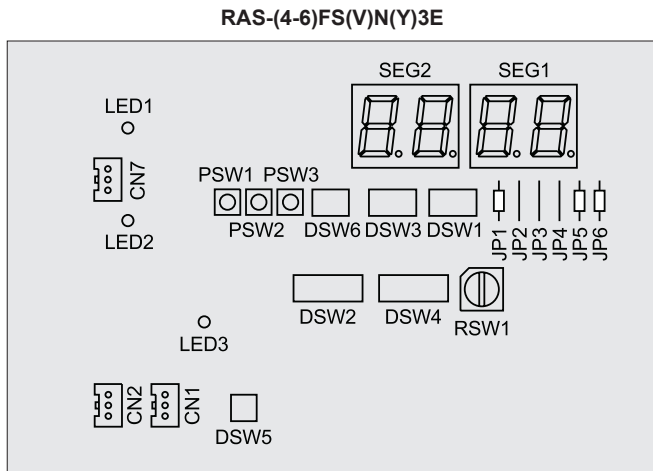 RAS-(4-6)FS(V)N(Y)3E
SEG2 SEG1
LED1
CN7
LED2
PSW1 PSW3
PSW2 DSW6 DSW3 DSW1
JP1 JP2 JP3 JP4 JP5 JP6
DSW2 DSW4 RSW1
LED3
CN2 CN1
DSW5